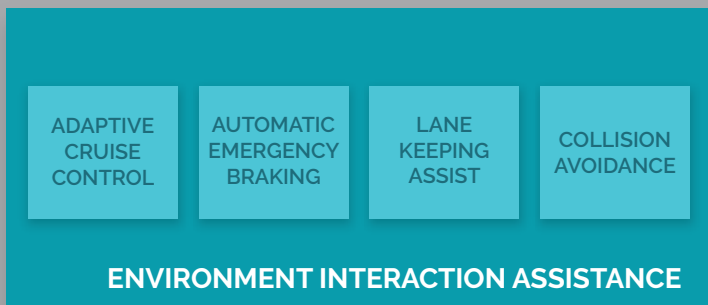 ADAPTIVE
CRUISE
CONTROL
AUTOMATIC
EMERGENCY
BRAKING
LANE
KEEPING
ASSIST
COLLISION
AVOIDANCE
ENVIRONMENT INTERACTION ASSISTANCE